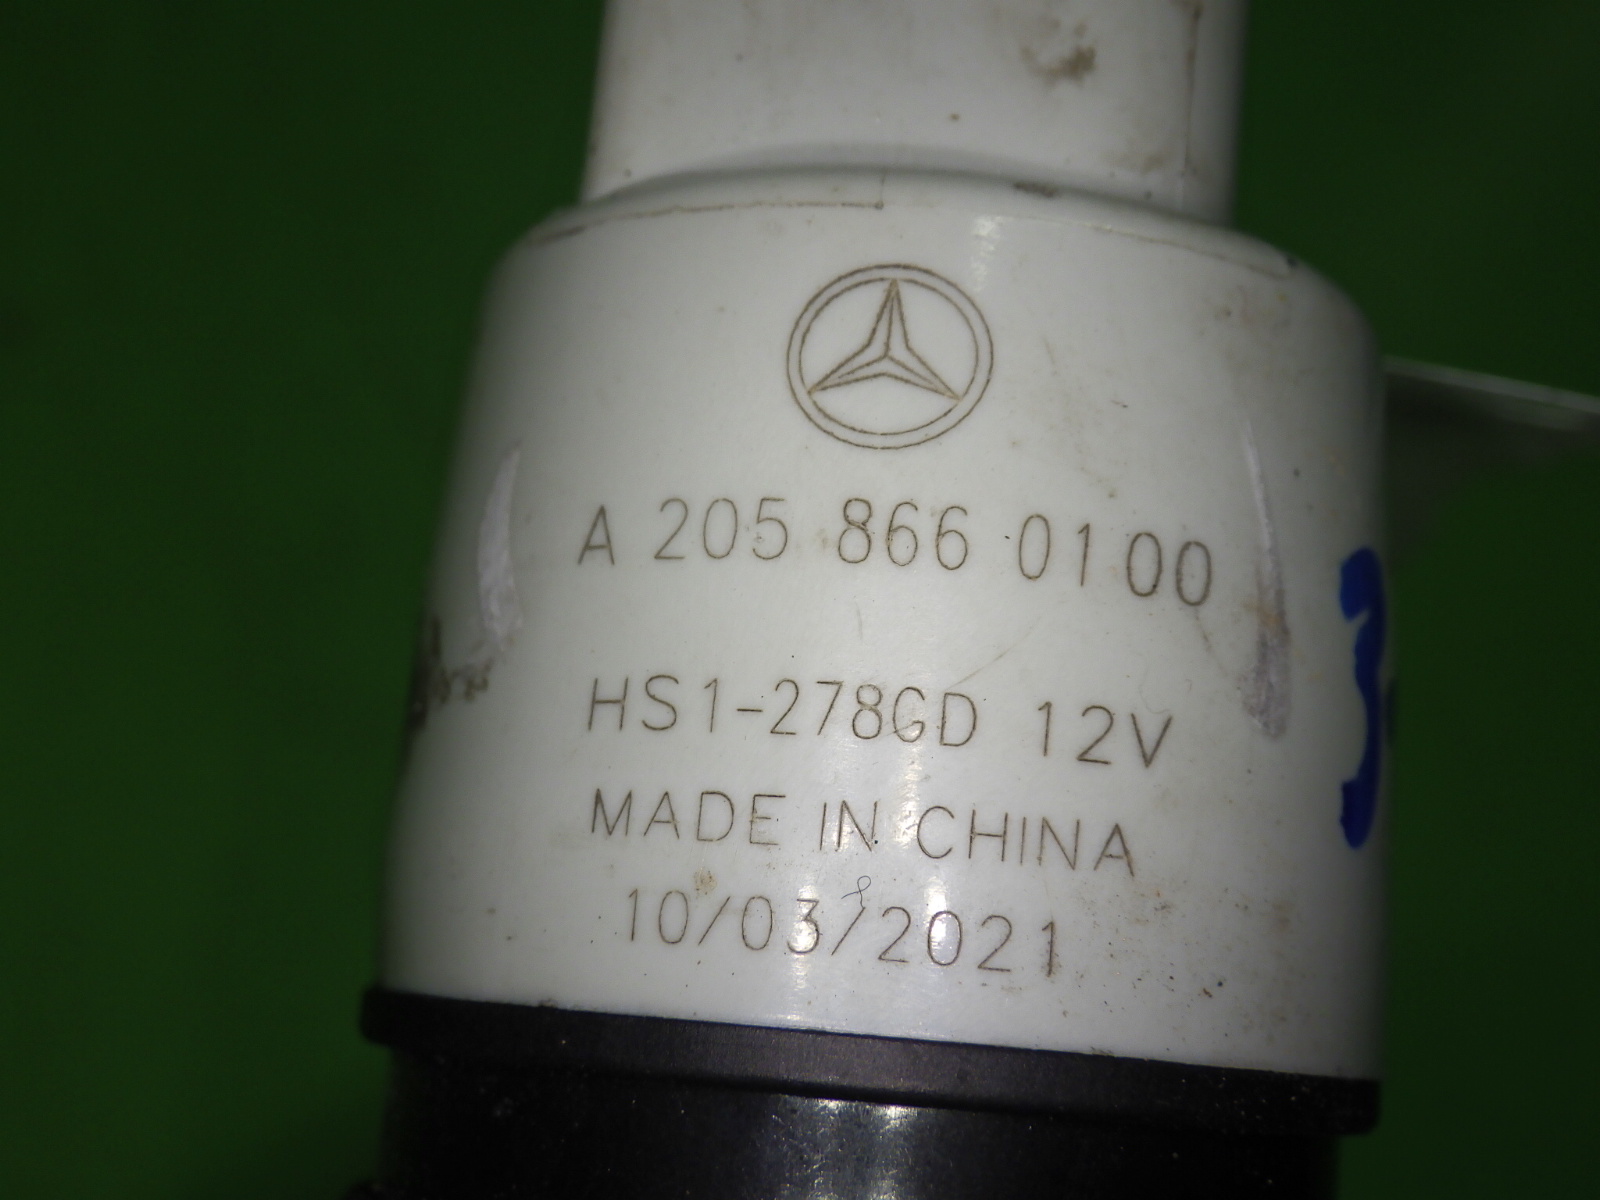 A 205 866 0100
HS1-278GD 12V
MADE IN CHINA
10/03/2021